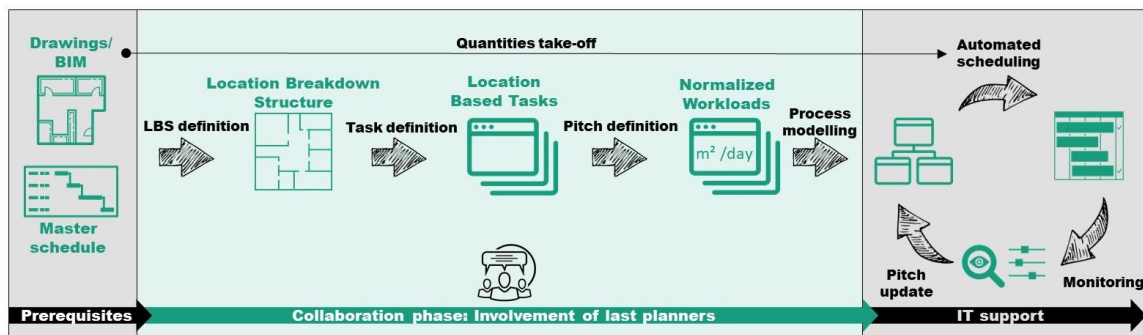 Drawings/
BIM
Master
schedule
Quantities take-off
LBS definition
Location Breakdown
Structure
Task definition
Location
Based Tasks
Pitch definition
Normalized
Workloads
m² /day
Process
modelling
Automated
scheduling
Pitch
update
Monitoring
Prerequisites
Collaboration phase: Involvement of last planners
IT support